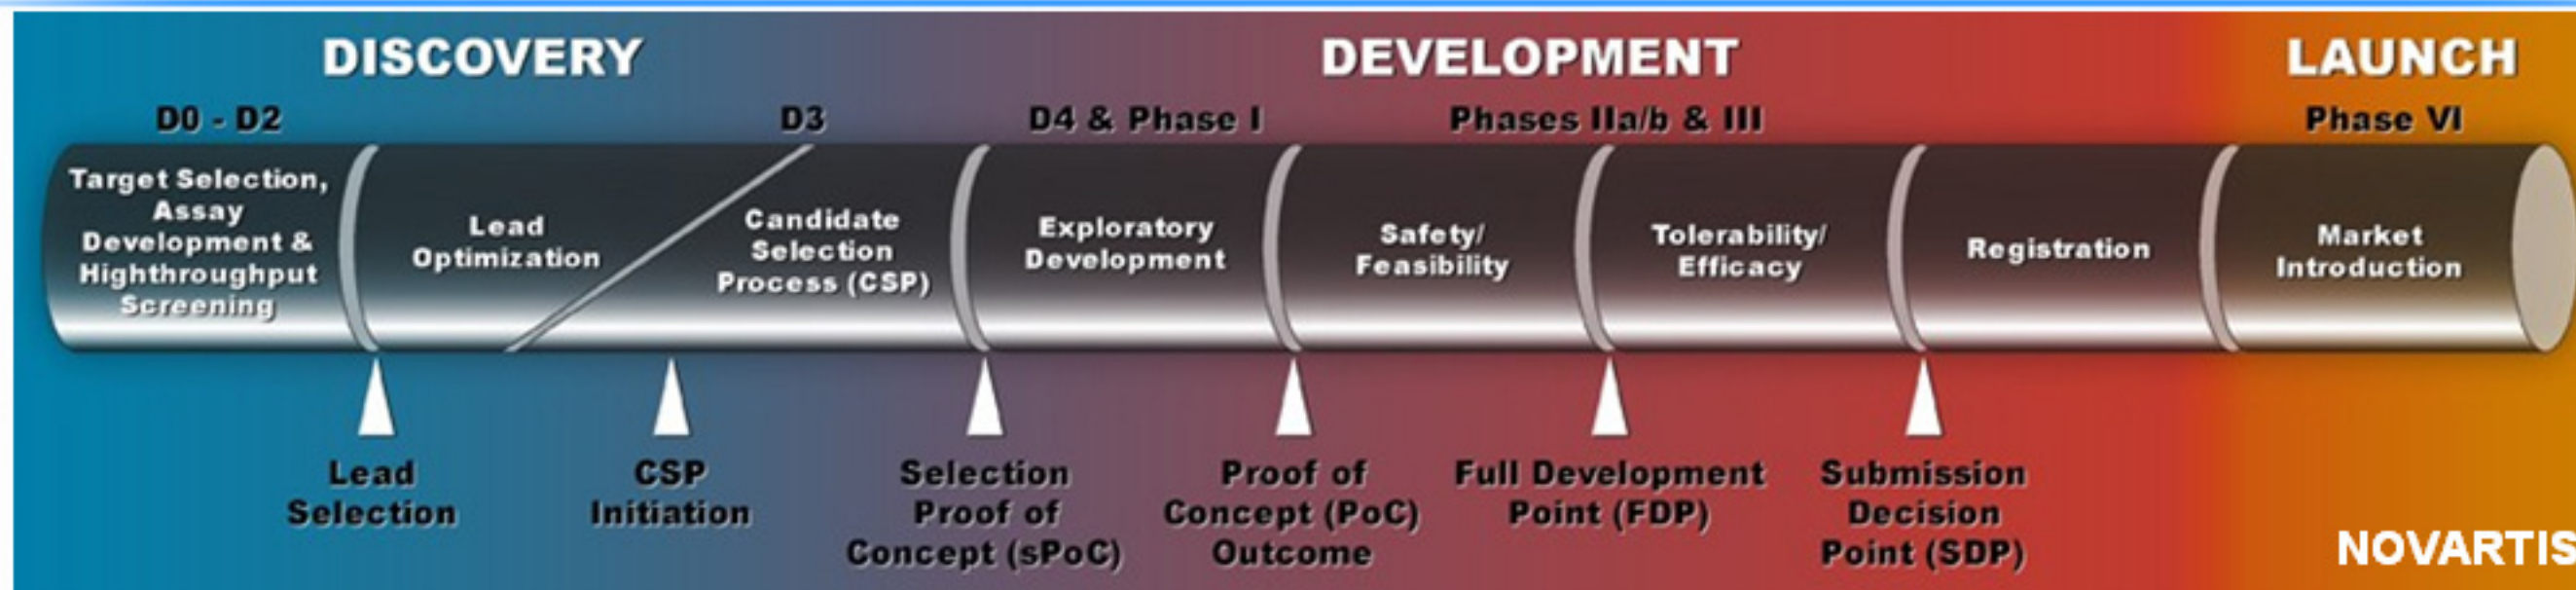 DISCOVERY
DEVELOPMENT
LAUNCH
D0 - D2
D3
D4 & Phase I
Phases IIa/b & III
Phase VI
Target Selection,
Assay
Development &
Highthroughput
Screening
Lead
Optimization
Candidate
Selection
Process (CSP)
Exploratory
Development
Safety/
Feasibility
Tolerability/
Efficacy
Registration
Market
Introduction
Lead
Selection
CSP
Initiation
Selection
Proof of
Concept (sPoC)
Proof of
Concept (PoC)
Outcome
Full Development
Point (FDP)
Submission
Decision
Point (SDP)
NOVARTIS